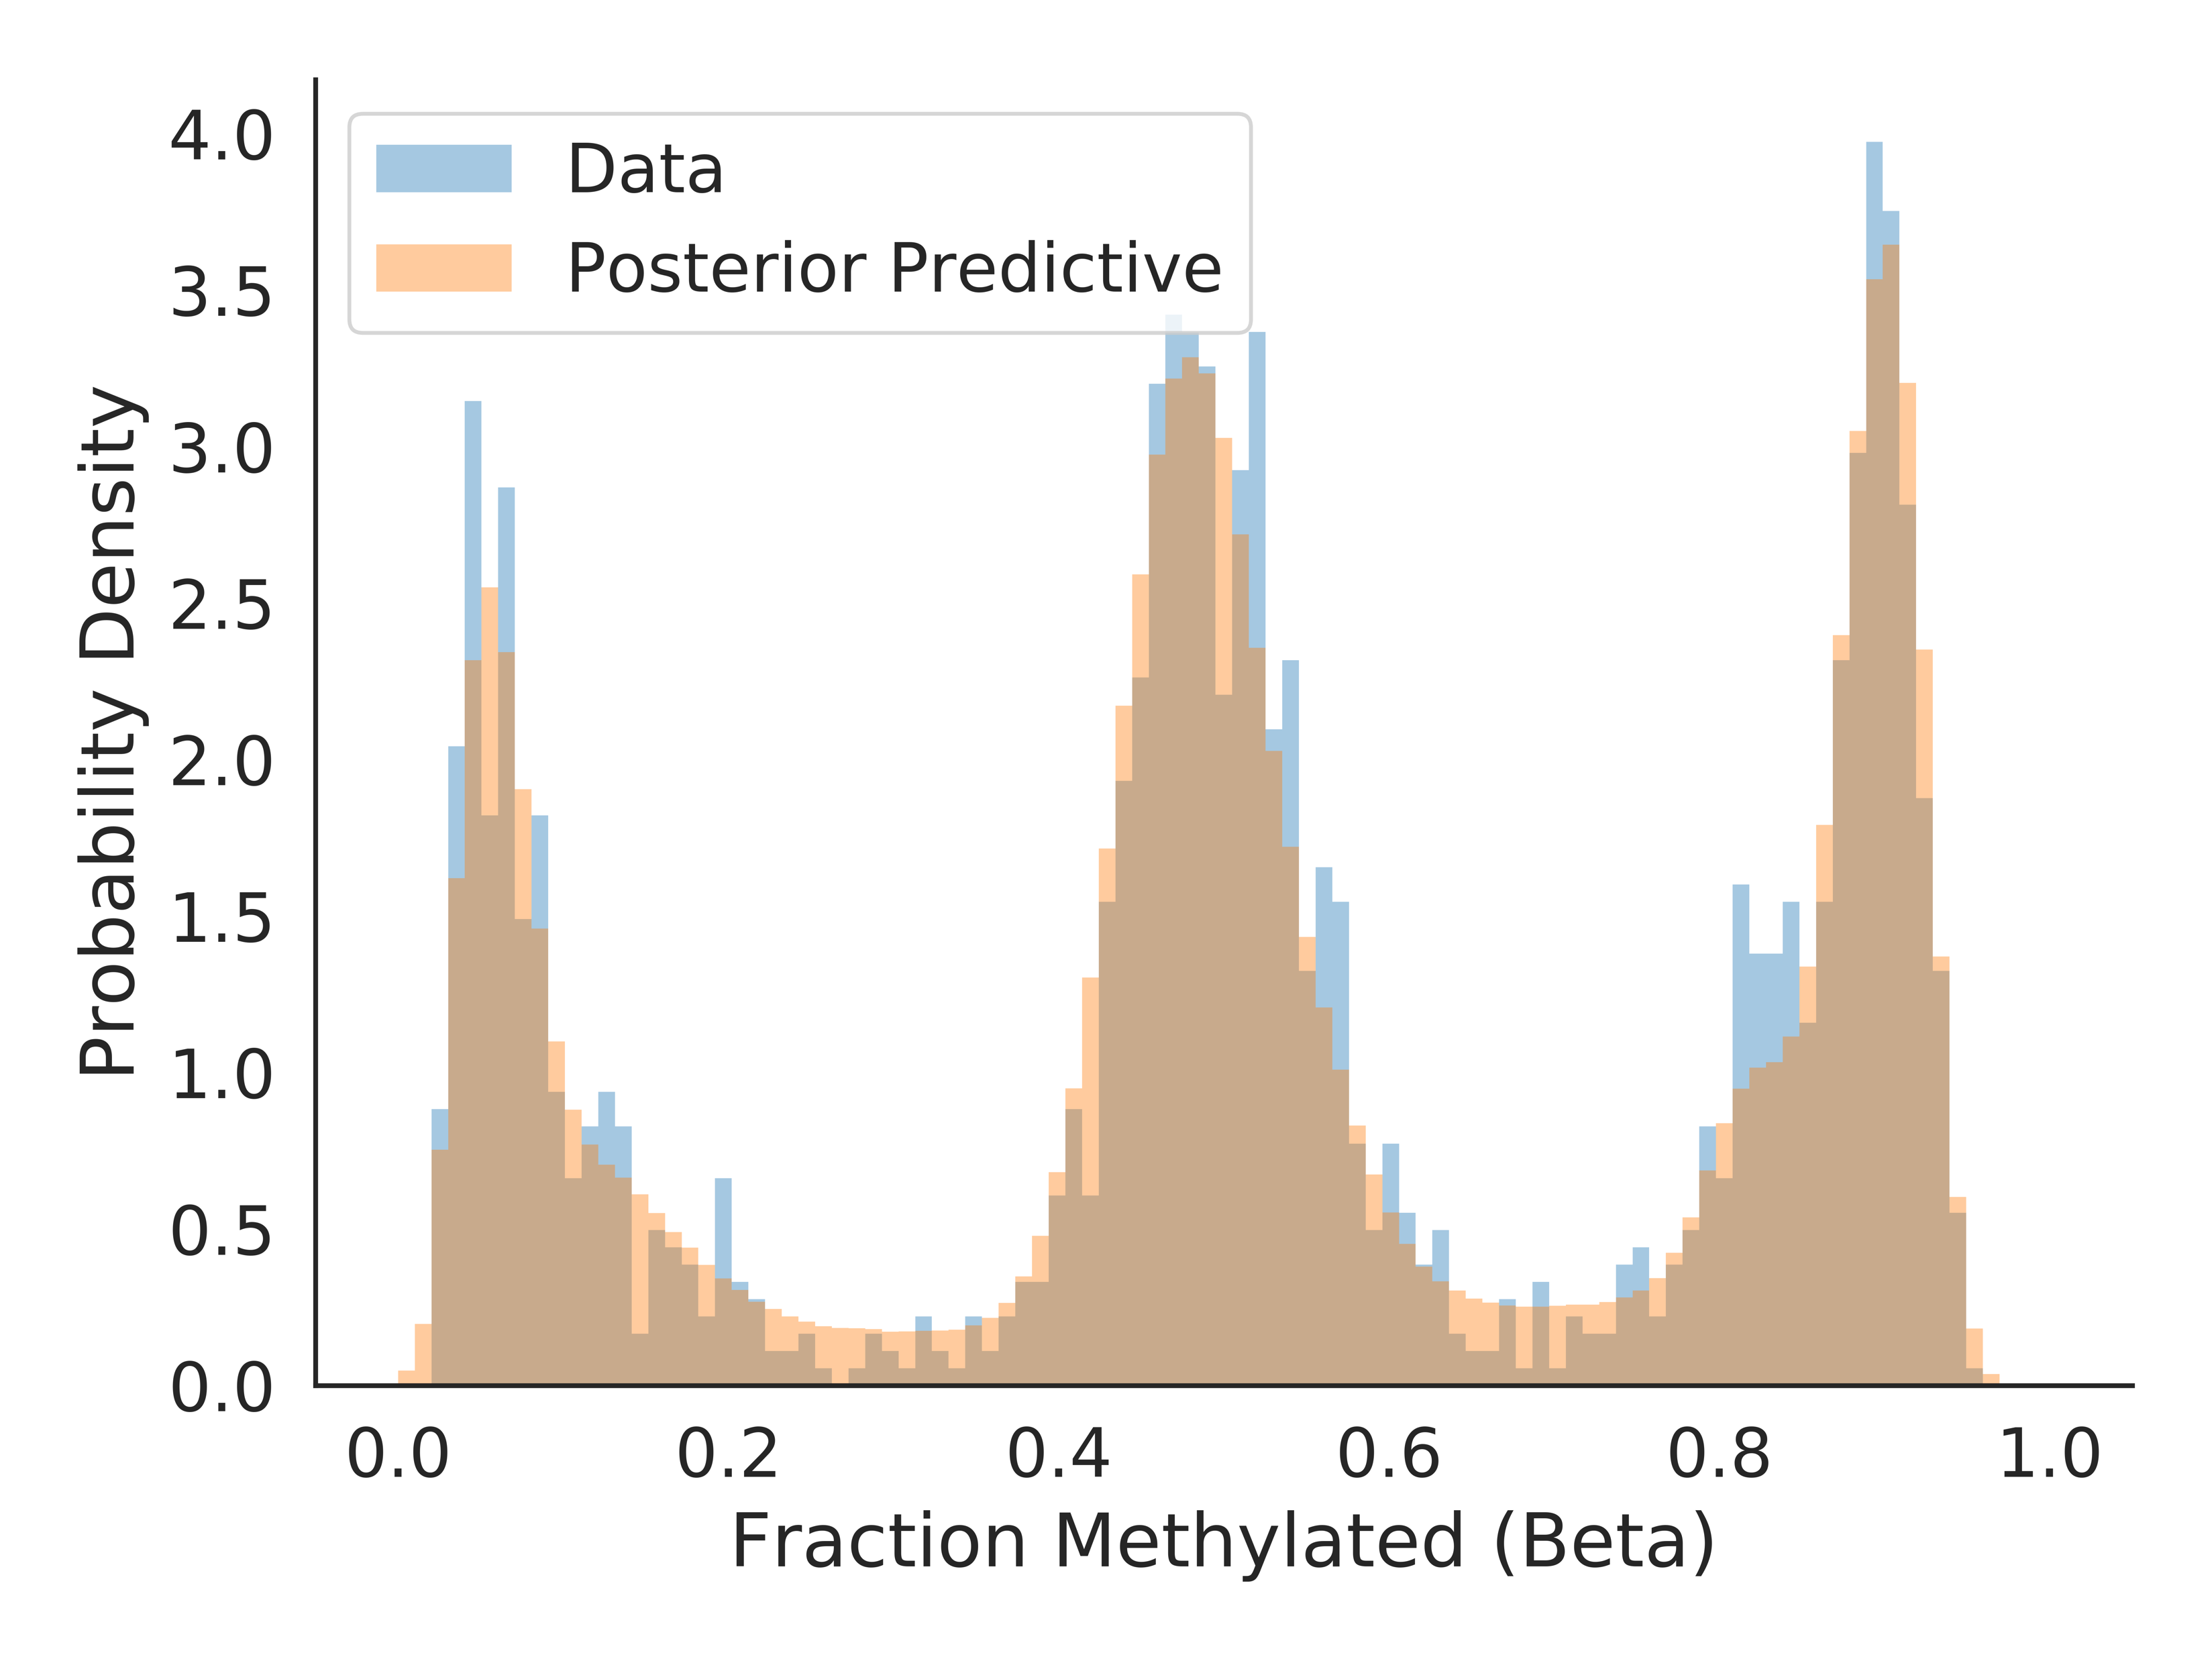 Data
Posterior Predictive
Probability Density
4.0
3.5
3.0
2.5
2.0
1.5
1.0
0.5
0.0
0.0 0.2 0.4 0.6 0.8 1.0
Fraction Methylated (Beta)